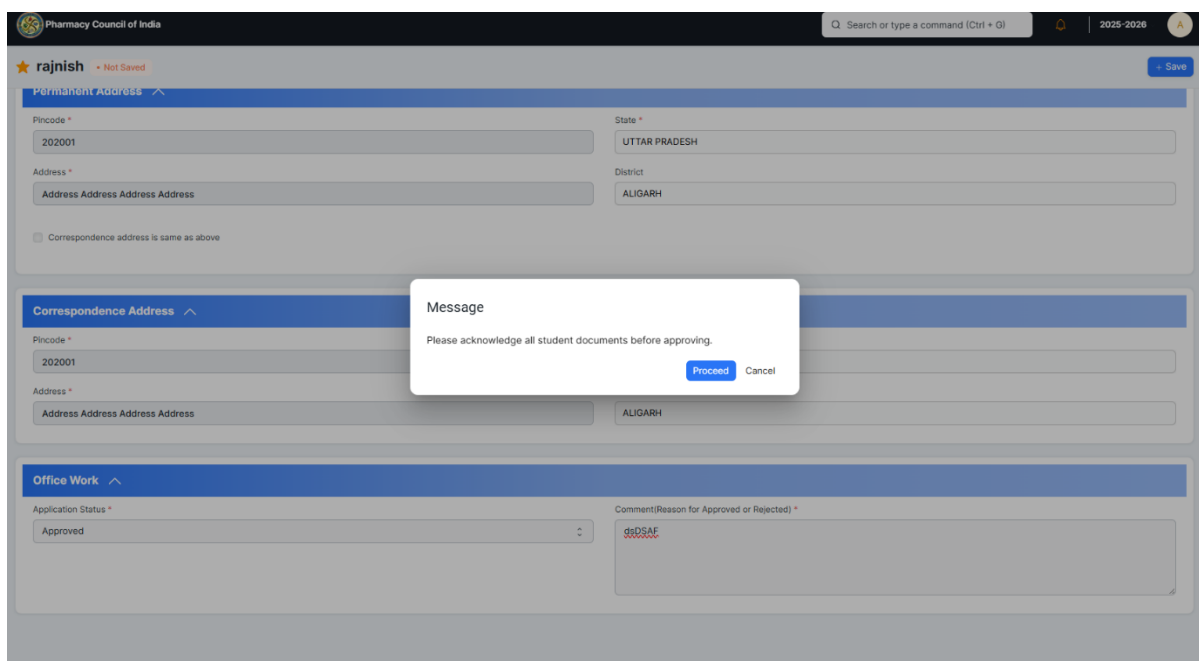 Pharmacy Council of India
Search or type a command (Ctrl + G)
2025-2026
A
rajnish
• Not Saved
+ Save
Permanent Address
Pincode *
State *
202001
UTTAR PRADESH
Address *
District
Address Address Address Address
ALIGARH
Correspondence address is same as above
Correspondence Address
Message
Please acknowledge all student documents before approving.
Proceed
Cancel
Pincode *
202001
Address *
Address Address Address Address
ALIGARH
Office Work
Application Status *
Comment(Reason for Approved or Rejected) *
Approved
dsDSAF